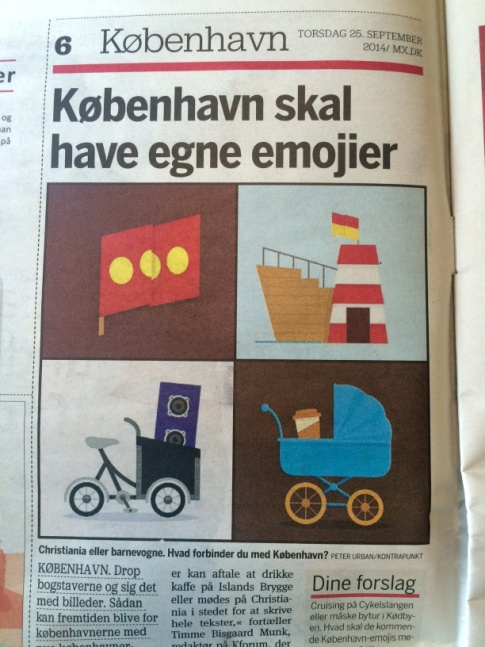 er
og
an
på
6 København TORSDAG 25. SEPTEMBER
2014/ MX.DK
København skal
have egne emojier
Christiania eller barnevogne. Hvad forbinder du med København? PETER URBAN/KONTRAPUNKT
KØBENHAVN. Drop
bogstaverne og sig det
med billeder. Sådan
kan fremtiden blive for
københavnerne med
er kan aftale at drikke
kaffe på Islands Brygge
eller mødes på Christia-
nia i stedet for at skrive
hele tekster,« fortæller
Timme Bisgaard Munk,
redaktør på Kforum, der
Dine forslag
Cruising på Cykelslangen
eller måske bytur i Kødby-
en. Hvad skal de kommen-
de København-emojis me-